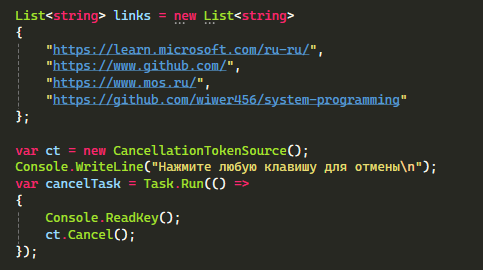 List<string> links = new List<string>
{
    "https://learn.microsoft.com/ru-ru/",
    "https://www.github.com/",
    "https://www.mos.ru/",
    "https://github.com/wiwer456/system-programming"
};
var ct = new CancellationTokenSource();
Console.WriteLine("Нажмите любую клавишу для отмены\n");
var cancelTask = Task.Run(() =>
{
    Console.ReadKey();
    ct.Cancel();
});